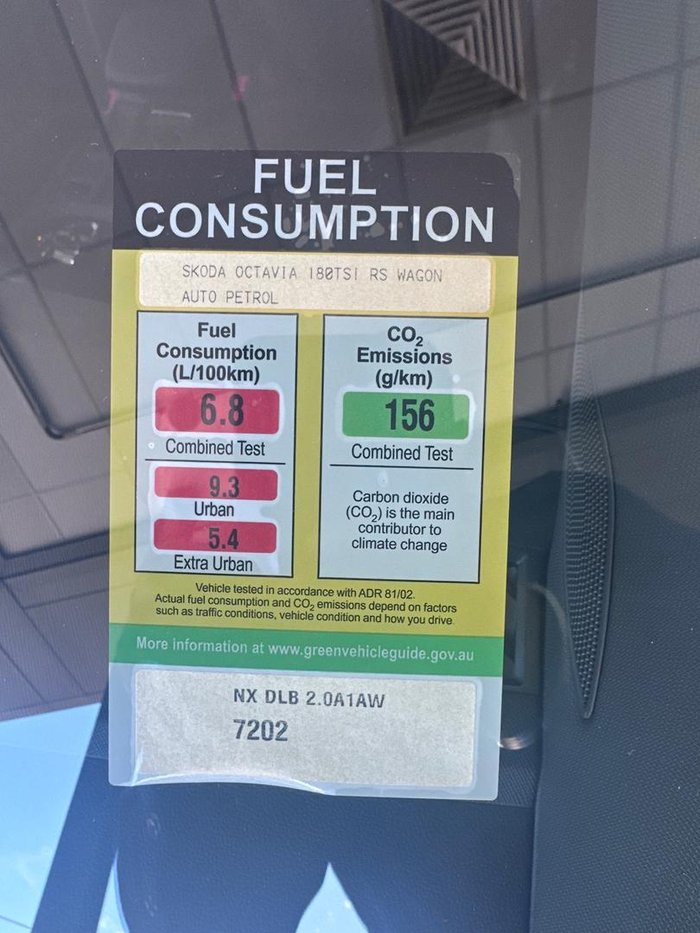 FUEL
CONSUMPTION
SKODA OCTAVIA 180TSI RS WAGON
AUTO PETROL
Fuel
Consumption
(L/100km)
6.8
Combined Test
9.3
Urban
5.4
Extra Urban
CO₂
Emissions
(g/km)
156
Combined Test
Carbon dioxide
(CO₂) is the main
contributor to
climate change
Vehicle tested in accordance with ADR 81/02.
Actual fuel consumption and CO₂ emissions depend on factors
such as traffic conditions, vehicle condition and how you drive.
More information at www.greenvehicleguide.gov.au
NX DLB 2.0A1AW
7202